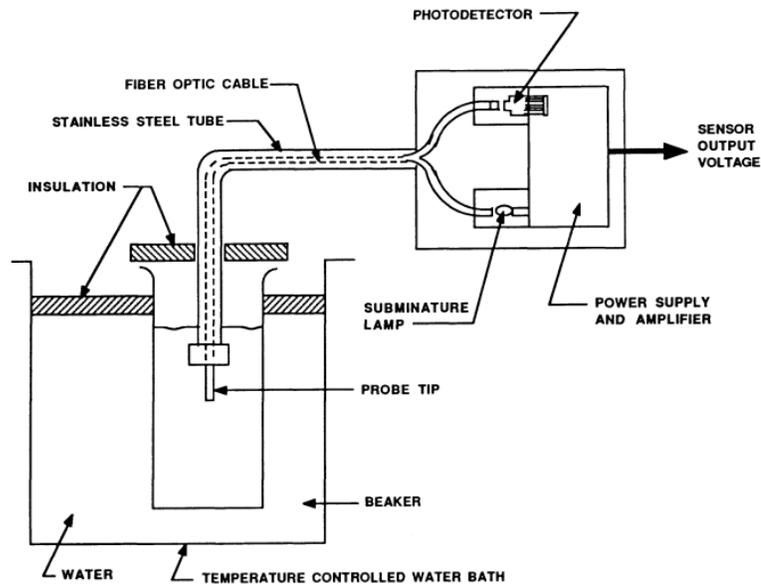 PHOTODETECTOR
FIBER OPTIC CABLE
STAINLESS STEEL TUBE
SENSOR
OUTPUT
VOLTAGE
INSULATION
SUBMINATURE
LAMP
POWER SUPPLY
AND AMPLIFIER
PROBE TIP
BEAKER
WATER
TEMPERATURE CONTROLLED WATER BATH